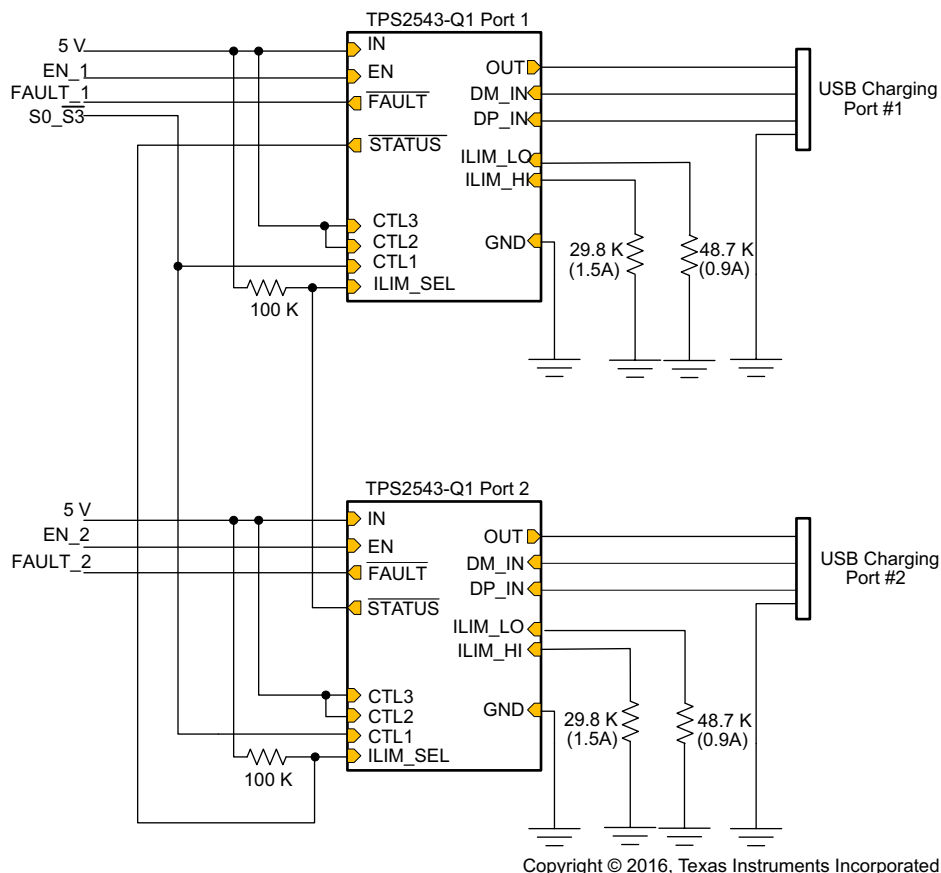 TPS2543-Q1 Port 1
5 V
EN_1
FAULT_1
S0_S3
IN
EN
FAULT
STATUS
CTL3
CTL2
CTL1
ILIM_SEL
100 K
OUT
DM_IN
DP_IN
ILIM_LO
ILIM_HI
GND
29.8 K
(1.5A)
48.7 K
(0.9A)
USB Charging
Port #1
TPS2543-Q1 Port 2
5 V
EN_2
FAULT_2
IN
EN
FAULT
STATUS
CTL3
CTL2
CTL1
ILIM_SEL
100 K
OUT
DM_IN
DP_IN
ILIM_LO
ILIM_HI
GND
29.8 K
(1.5A)
48.7 K
(0.9A)
USB Charging
Port #2
Copyright © 2016, Texas Instruments Incorporated